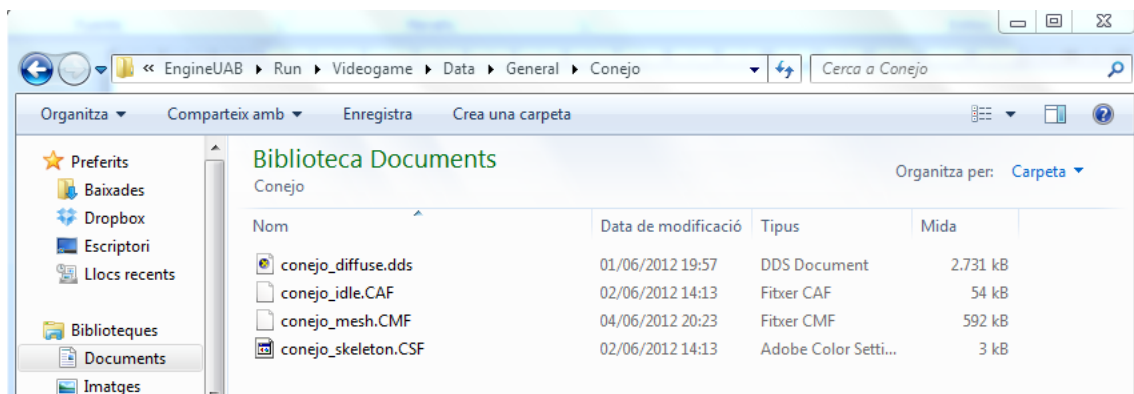 « EngineUAB ▸ Run ▸ Videogame ▸ Data ▸ General ▸ Conejo Cerca a Conejo
Organitza Comparteix amb Enregistra Crea una carpeta
Preferits
Baixades
Dropbox
Escriptori
Llocs recents
Biblioteques
Documents
Imatges
Biblioteca Documents
Conejo
Organitza per: Carpeta
Nom Data de modificació Tipus Mida
conejo_diffuse.dds 01/06/2012 19:57 DDS Document 2.731 kB
conejo_idle.CAF 02/06/2012 14:13 Fitxer CAF 54 kB
conejo_mesh.CMF 04/06/2012 20:23 Fitxer CMF 592 kB
conejo_skeleton.CSF 02/06/2012 14:13 Adobe Color Setti... 3 kB